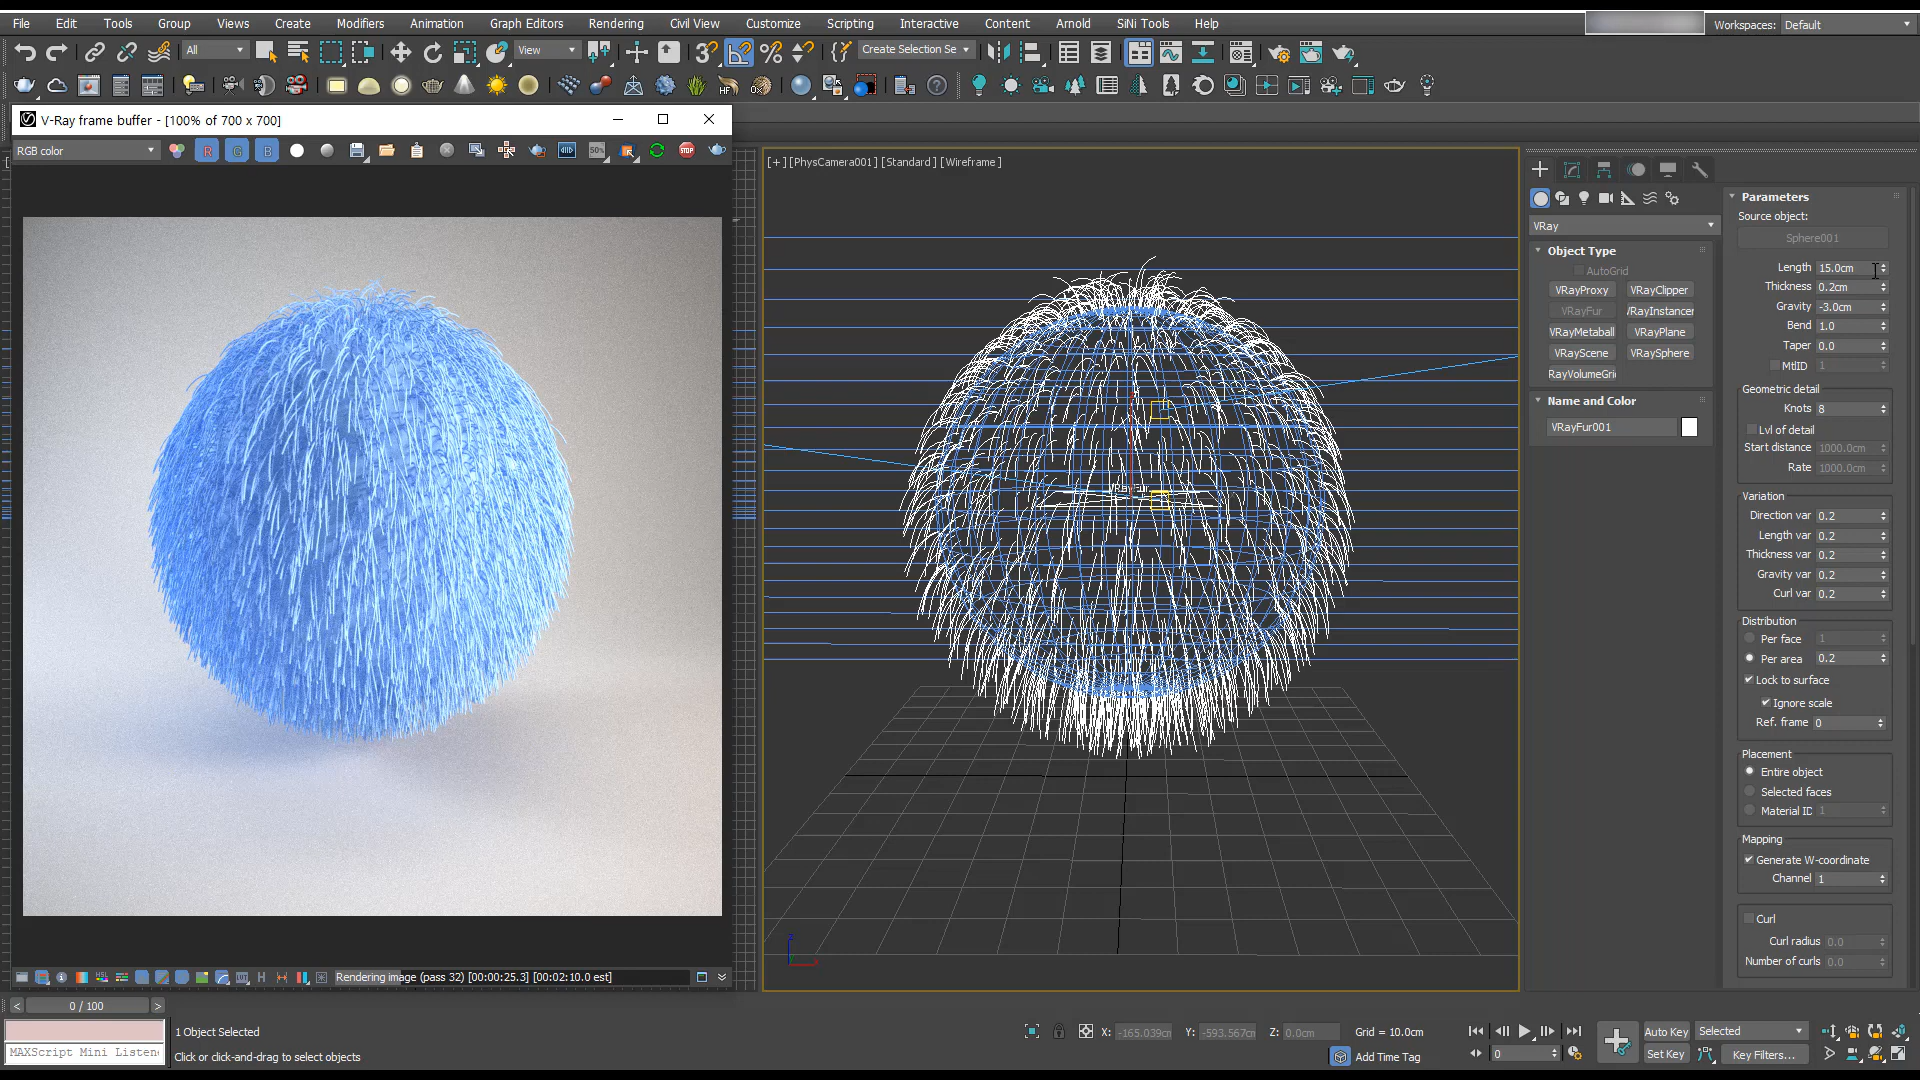 File Edit Tools Group Views Create Modifiers Animation Graph Editors Rendering Civil View Customize Scripting Interactive Content Arnold SiNi Tools Help
Workspaces: Default
All View Create Selection Se
V-Ray frame buffer - [100% of 700 x 700]
RGB color
R G B
50%
[+] [PhysCamera001] [Standard] [Wireframe]
VRayFur
VRay
Object Type
AutoGrid
VRayProxy VRayClipper
VRayFur VRayInstancer
VRayMetaball VRayPlane
VRayScene VRaySphere
RayVolumeGri
Name and Color
VRayFur001
Parameters
Source object:
Sphere001
Length 15.0cm
Thickness 0.2cm
Gravity -3.0cm
Bend 1.0
Taper 0.0
MtlID 1
Geometric detail
Knots 8
Lvl of detail
Start distance 1000.0cm
Rate 1000.0cm
Variation
Direction var 0.2
Length var 0.2
Thickness var 0.2
Gravity var 0.2
Curl var 0.2
Distribution
Per face 1
Per area 0.2
Lock to surface
Ignore scale
Ref. frame 0
Placement
Entire object
Selected faces
Material ID 1
Mapping
Generate W-coordinate
Channel 1
Curl
Curl radius 0.0
Number of curls 0.0
Rendering image (pass 32) [00:00:25.3] [00:02:10.0 est]
< 0 / 100 >
1 Object Selected
MAXScript Mini Listen
Click or click-and-drag to select objects
X: -165.039cm Y: -593.567cm Z: 0.0cm Grid = 10.0cm
Add Time Tag
0
Auto Key Selected
Set Key Key Filters...